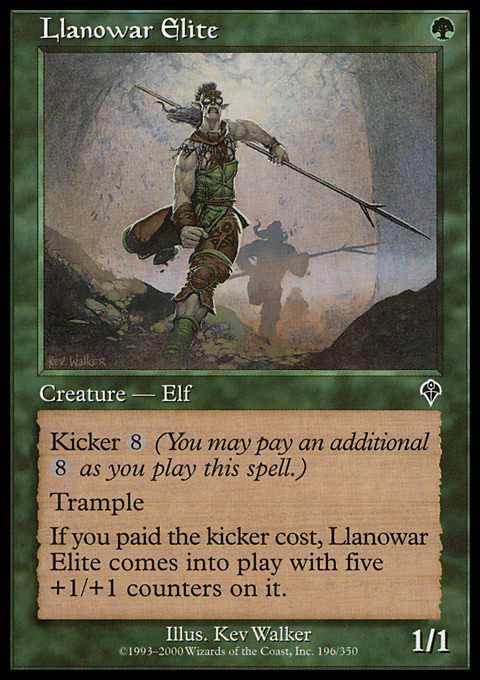 Llanowar Elite
KEV. WALKER
Creature — Elf
Kicker 8 (You may pay an additional
8 as you play this spell.)
Trample
If you paid the kicker cost, Llanowar
Elite comes into play with five
+1/+1 counters on it.
Illus. Kev Walker
©1993–2000 Wizards of the Coast, Inc. 196/350
1/1